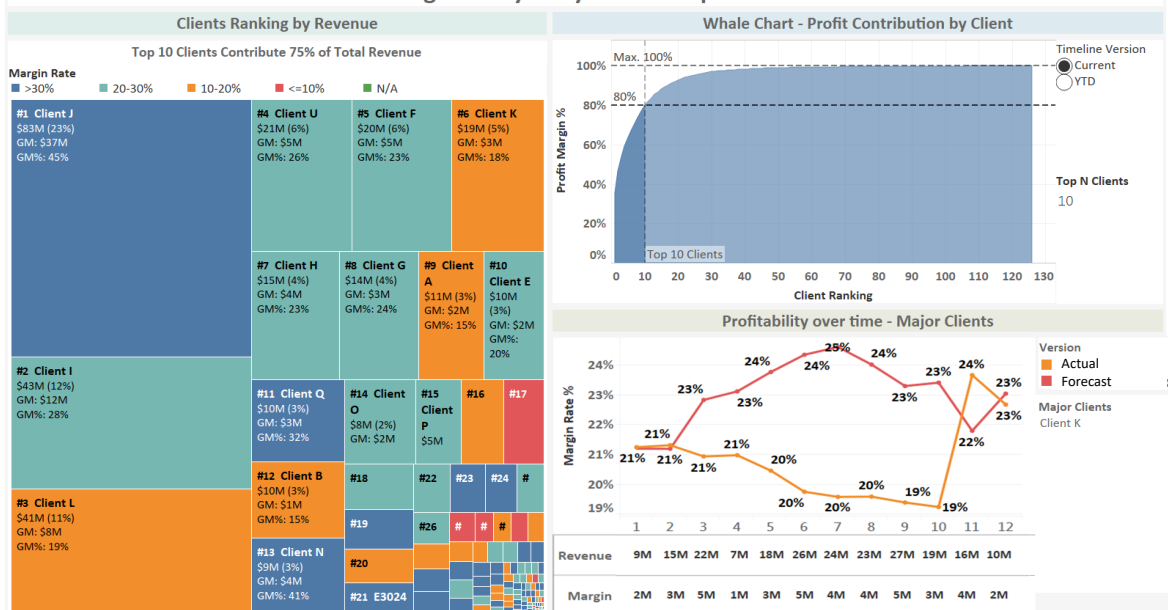 Clients Ranking by Revenue
Top 10 Clients Contribute 75% of Total Revenue
Margin Rate
>30%
20-30%
10-20%
<=10%
N/A
#1 Client J
$83M (23%)
GM: $37M
GM%: 45%
#2 Client I
$43M (12%)
GM: $12M
GM%: 28%
#3 Client L
$41M (11%)
GM: $8M
GM%: 19%
#4 Client U
$21M (6%)
GM: $5M
GM%: 26%
#5 Client F
$20M (6%)
GM: $5M
GM%: 23%
#6 Client K
$19M (5%)
GM: $3M
GM%: 18%
#7 Client H
$15M (4%)
GM: $4M
GM%: 23%
#8 Client G
$14M (4%)
GM: $3M
GM%: 24%
#9 Client
A
$11M (3%)
GM: $2M
GM%: 15%
#10
Client E
$10M
(3%)
GM: $2M
GM%:
20%
#11 Client Q
$10M (3%)
GM: $3M
GM%: 32%
#12 Client B
$10M (3%)
GM: $1M
GM%: 15%
#13 Client N
$9M (3%)
GM: $4M
GM%: 41%
#14 Client
O
$8M (2%)
GM: $2M
#15
Client
P
$5M
#16
#17
#18
#19
#20
#21 E3024
#22
#23
#24
#
#26
#
#
#
Whale Chart - Profit Contribution by Client
Profit Margin %
100%
80%
60%
40%
20%
0%
Max. 100%
80%
Top 10 Clients
0 10 20 30 40 50 60 70 80 90 100 110 120 130
Client Ranking
Timeline Version
Current
YTD
Top N Clients
10
Profitability over time - Major Clients
Margin Rate %
24%
23%
22%
21%
20%
19%
21%
21%
21%
21%
23%
21%
23%
21%
24%
20%
24%
20%
25%
20%
24%
20%
23%
19%
23%
19%
24%
22%
23%
23%
1 2 3 4 5 6 7 8 9 10 11 12
Revenue 9M 15M 22M 7M 18M 26M 24M 23M 27M 19M 16M 10M
Margin 2M 3M 5M 1M 3M 5M 4M 4M 5M 3M 4M 2M
Version
Actual
Forecast
Major Clients
Client K